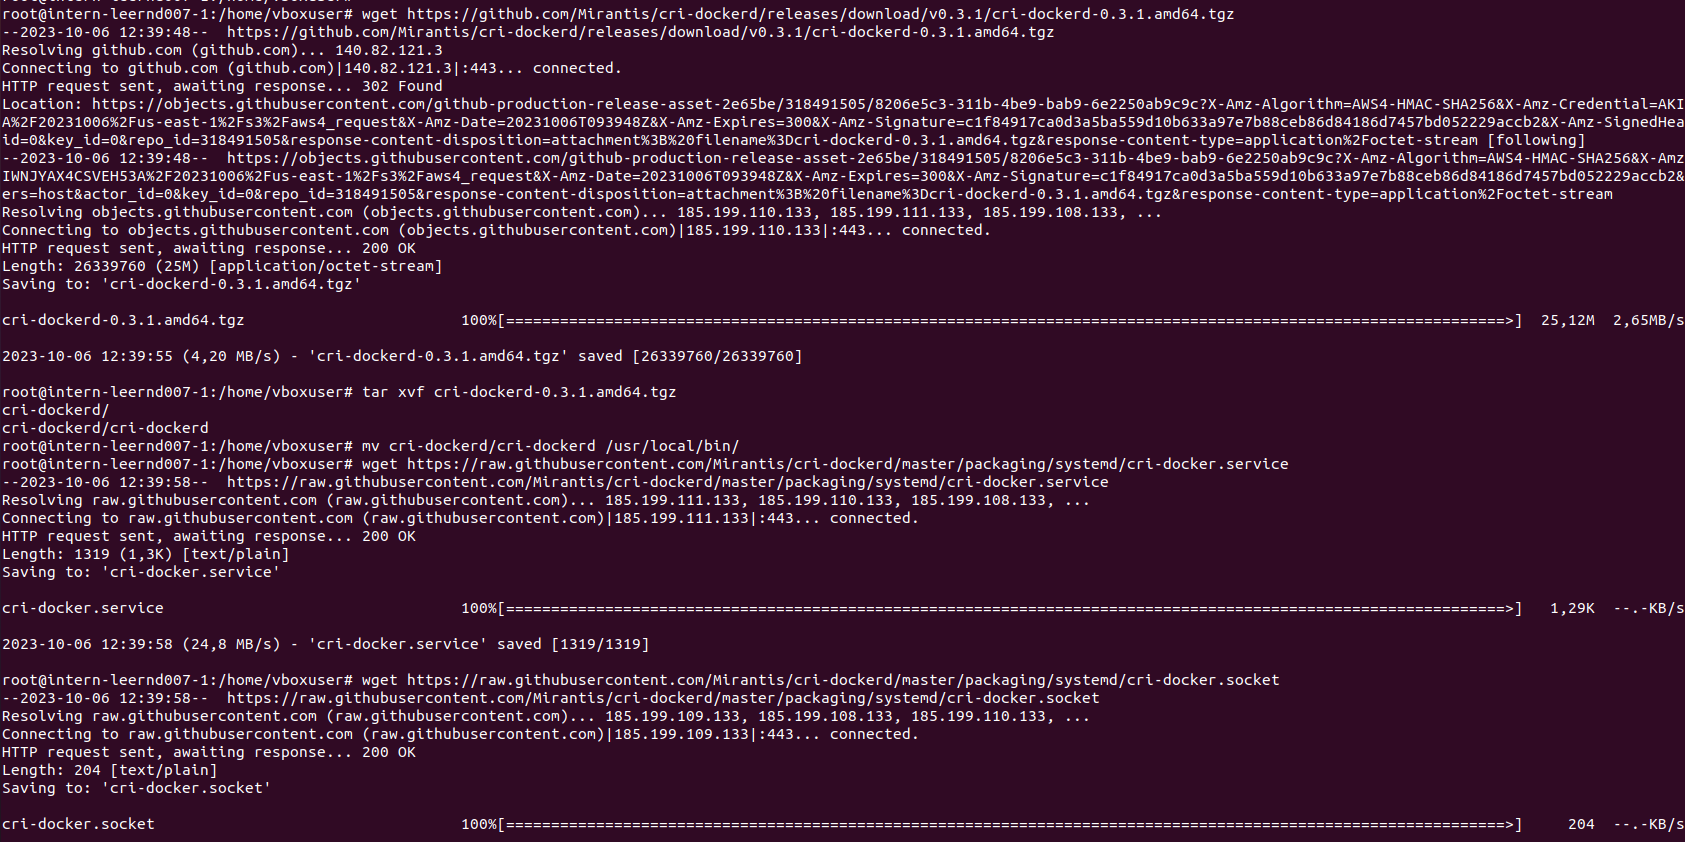 root@intern-leernd007-1:/home/vboxuser#
root@intern-leernd007-1:/home/vboxuser# wget https://github.com/Mirantis/cri-dockerd/releases/download/v0.3.1/cri-dockerd-0.3.1.amd64.tgz
--2023-10-06 12:39:48--  https://github.com/Mirantis/cri-dockerd/releases/download/v0.3.1/cri-dockerd-0.3.1.amd64.tgz
Resolving github.com (github.com)... 140.82.121.3
Connecting to github.com (github.com)|140.82.121.3|:443... connected.
HTTP request sent, awaiting response... 302 Found
Location: https://objects.githubusercontent.com/github-production-release-asset-2e65be/318491505/8206e5c3-311b-4be9-bab9-6e2250ab9c9c?X-Amz-Algorithm=AWS4-HMAC-SHA256&X-Amz-Credential=AKI
A%2F20231006%2Fus-east-1%2Fs3%2Faws4_request&X-Amz-Date=20231006T093948Z&X-Amz-Expires=300&X-Amz-Signature=c1f84917ca0d3a5ba559d10b633a97e7b88ceb86d84186d7457bd052229accb2&X-Amz-SignedHea
id=0&key_id=0&repo_id=318491505&response-content-disposition=attachment%3B%20filename%3Dcri-dockerd-0.3.1.amd64.tgz&response-content-type=application%2Foctet-stream [following]
--2023-10-06 12:39:48--  https://objects.githubusercontent.com/github-production-release-asset-2e65be/318491505/8206e5c3-311b-4be9-bab9-6e2250ab9c9c?X-Amz-Algorithm=AWS4-HMAC-SHA256&X-Amz
IWNJYAX4CSVEH53A%2F20231006%2Fus-east-1%2Fs3%2Faws4_request&X-Amz-Date=20231006T093948Z&X-Amz-Expires=300&X-Amz-Signature=c1f84917ca0d3a5ba559d10b633a97e7b88ceb86d84186d7457bd052229accb2&
ers=host&actor_id=0&key_id=0&repo_id=318491505&response-content-disposition=attachment%3B%20filename%3Dcri-dockerd-0.3.1.amd64.tgz&response-content-type=application%2Foctet-stream
Resolving objects.githubusercontent.com (objects.githubusercontent.com)... 185.199.110.133, 185.199.111.133, 185.199.108.133, ...
Connecting to objects.githubusercontent.com (objects.githubusercontent.com)|185.199.110.133|:443... connected.
HTTP request sent, awaiting response... 200 OK
Length: 26339760 (25M) [application/octet-stream]
Saving to: 'cri-dockerd-0.3.1.amd64.tgz'
cri-dockerd-0.3.1.amd64.tgz                        100%[===============================================================================================================>]  25,12M  2,65MB/s
2023-10-06 12:39:55 (4,20 MB/s) - 'cri-dockerd-0.3.1.amd64.tgz' saved [26339760/26339760]
root@intern-leernd007-1:/home/vboxuser# tar xvf cri-dockerd-0.3.1.amd64.tgz
cri-dockerd/
cri-dockerd/cri-dockerd
root@intern-leernd007-1:/home/vboxuser# mv cri-dockerd/cri-dockerd /usr/local/bin/
root@intern-leernd007-1:/home/vboxuser# wget https://raw.githubusercontent.com/Mirantis/cri-dockerd/master/packaging/systemd/cri-docker.service
--2023-10-06 12:39:58--  https://raw.githubusercontent.com/Mirantis/cri-dockerd/master/packaging/systemd/cri-docker.service
Resolving raw.githubusercontent.com (raw.githubusercontent.com)... 185.199.111.133, 185.199.110.133, 185.199.108.133, ...
Connecting to raw.githubusercontent.com (raw.githubusercontent.com)|185.199.111.133|:443... connected.
HTTP request sent, awaiting response... 200 OK
Length: 1319 (1,3K) [text/plain]
Saving to: 'cri-docker.service'
cri-docker.service                                 100%[===============================================================================================================>]   1,29K  --.-KB/s
2023-10-06 12:39:58 (24,8 MB/s) - 'cri-docker.service' saved [1319/1319]
root@intern-leernd007-1:/home/vboxuser# wget https://raw.githubusercontent.com/Mirantis/cri-dockerd/master/packaging/systemd/cri-docker.socket
--2023-10-06 12:39:58--  https://raw.githubusercontent.com/Mirantis/cri-dockerd/master/packaging/systemd/cri-docker.socket
Resolving raw.githubusercontent.com (raw.githubusercontent.com)... 185.199.109.133, 185.199.108.133, 185.199.110.133, ...
Connecting to raw.githubusercontent.com (raw.githubusercontent.com)|185.199.109.133|:443... connected.
HTTP request sent, awaiting response... 200 OK
Length: 204 [text/plain]
Saving to: 'cri-docker.socket'
cri-docker.socket                                  100%[===============================================================================================================>]     204  --.-KB/s